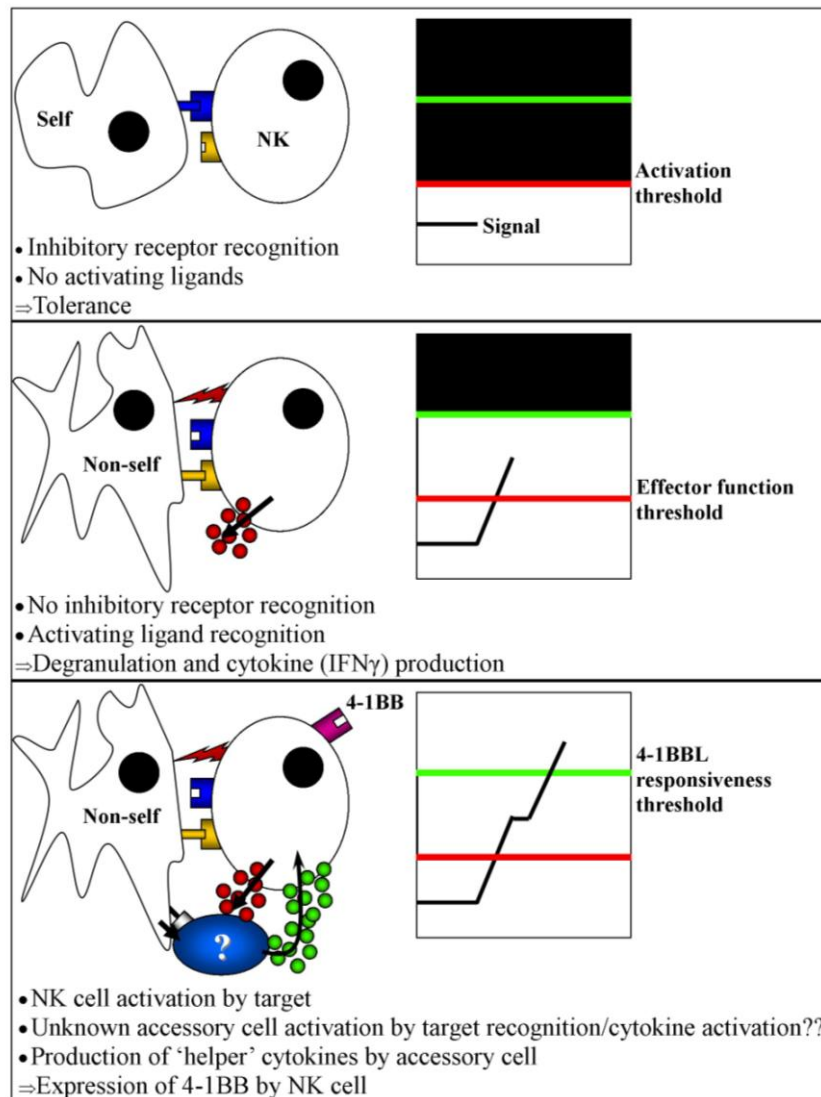 Self
NK
Activation
threshold
Signal
• Inhibitory receptor recognition
• No activating ligands
⇒Tolerance
Non-self
Effector function
threshold
• No inhibitory receptor recognition
• Activating ligand recognition
⇒Degranulation and cytokine (IFNγ) production
4-1BB
Non-self
4-1BBL
responsiveness
threshold
?
• NK cell activation by target
• Unknown accessory cell activation by target recognition/cytokine activation??
• Production of ‘helper’ cytokines by accessory cell
⇒Expression of 4-1BB by NK cell